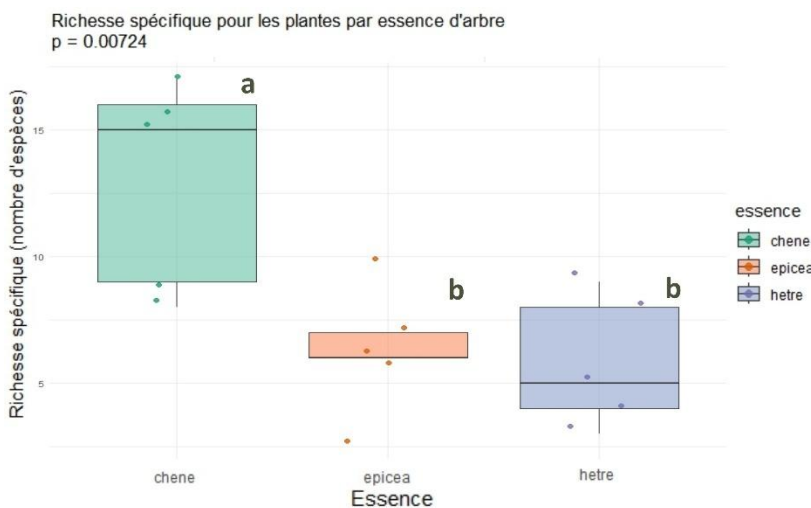 Richesse spécifique pour les plantes par essence d'arbre
p = 0.00724
Richesse spécifique (nombre d'espèces)
15
10
5
a
b
b
chene
epicea
hetre
Essence
essence
chene
epicea
hetre